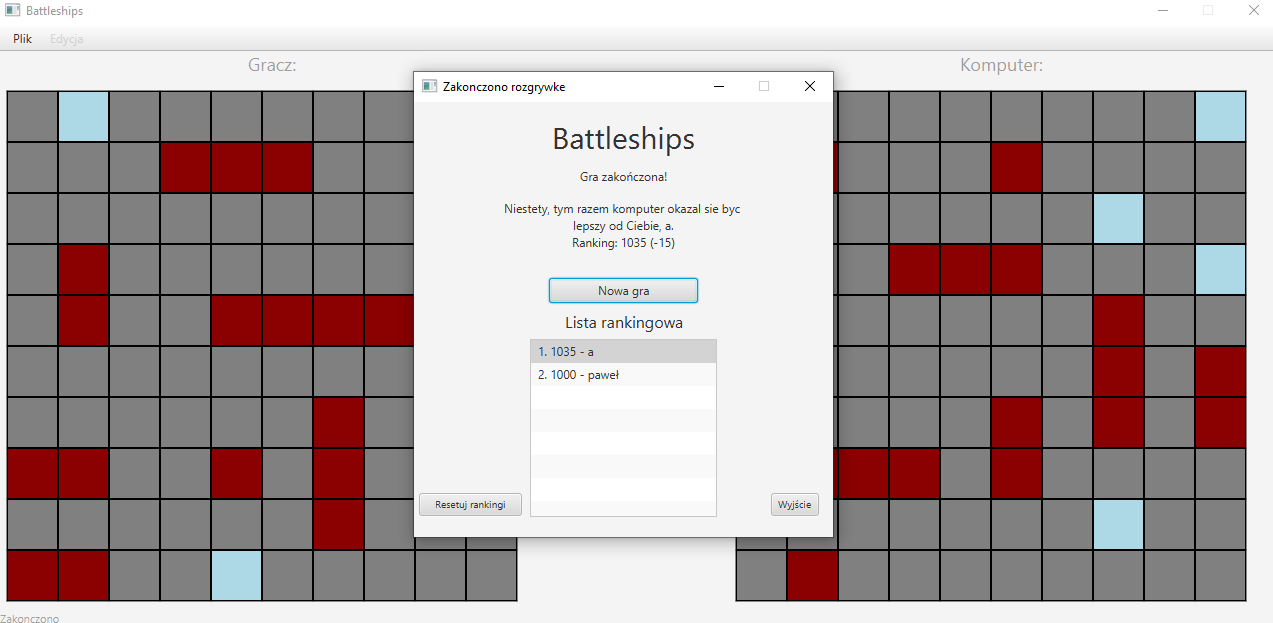 Battleships
Plik Edycja
Gracz:
Komputer:
Zakonczono rozgrywke
Battleships
Gra zakończona!
Niestety, tym razem komputer okazal sie byc
lepszy od Ciebie, a.
Ranking: 1035 (-15)
Nowa gra
Lista rankingowa
1. 1035 - a
2. 1000 - paweł
Resetuj rankingi
Wyjście
Zakonczono